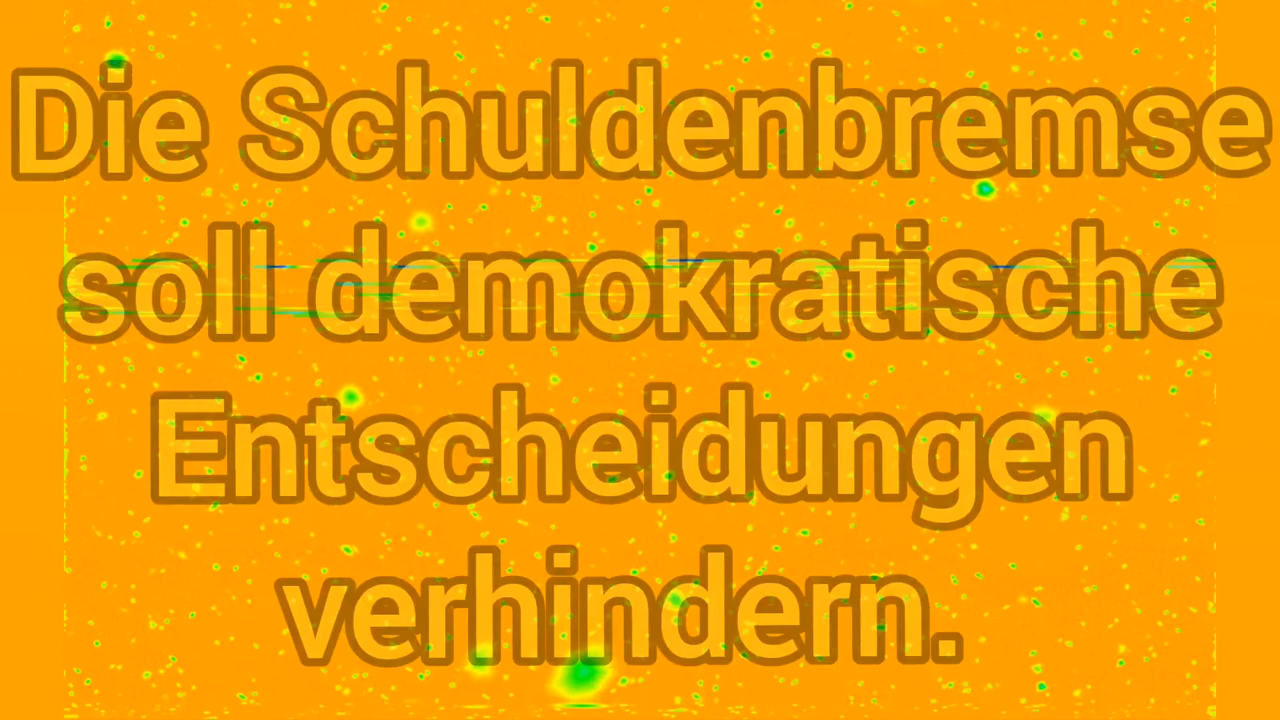 Die Schuldenbremse
soll demokratische
Entscheidungen
verhindern.